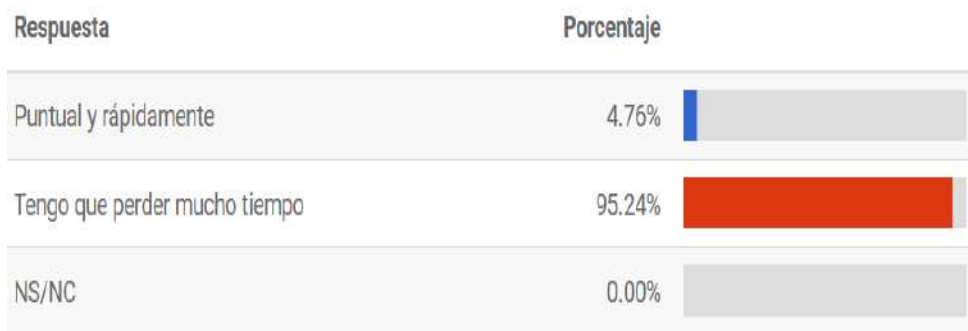 Respuesta Porcentaje
Puntual y rápidamente 4.76%
Tengo que perder mucho tiempo 95.24%
NS/NC 0.00%